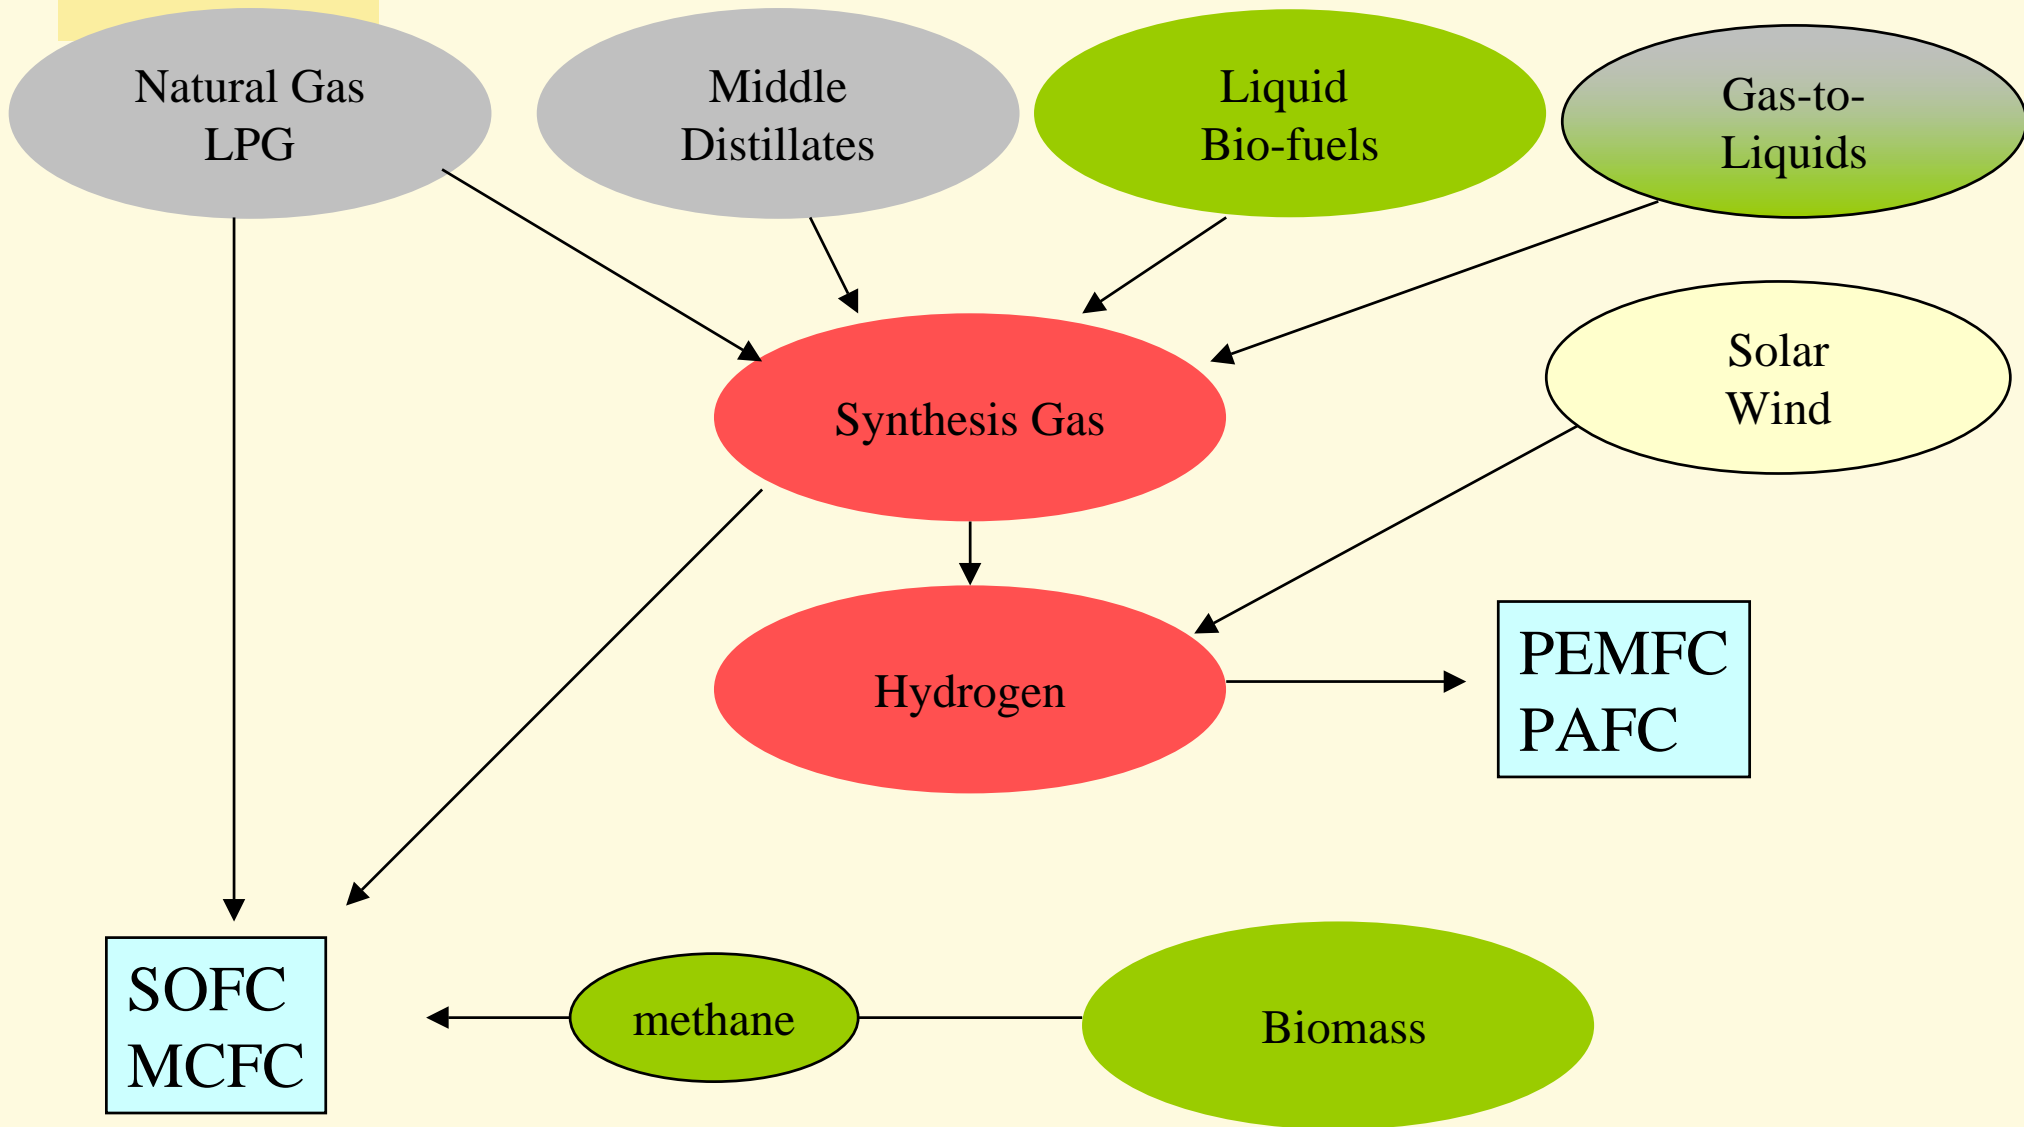 Natural Gas
LPG
Middle
Distillates
Liquid
Bio-fuels
Gas-to-
Liquids
Solar
Wind
Synthesis Gas
Hydrogen
PEMFC
PAFC
SOFC
MCFC
methane
Biomass